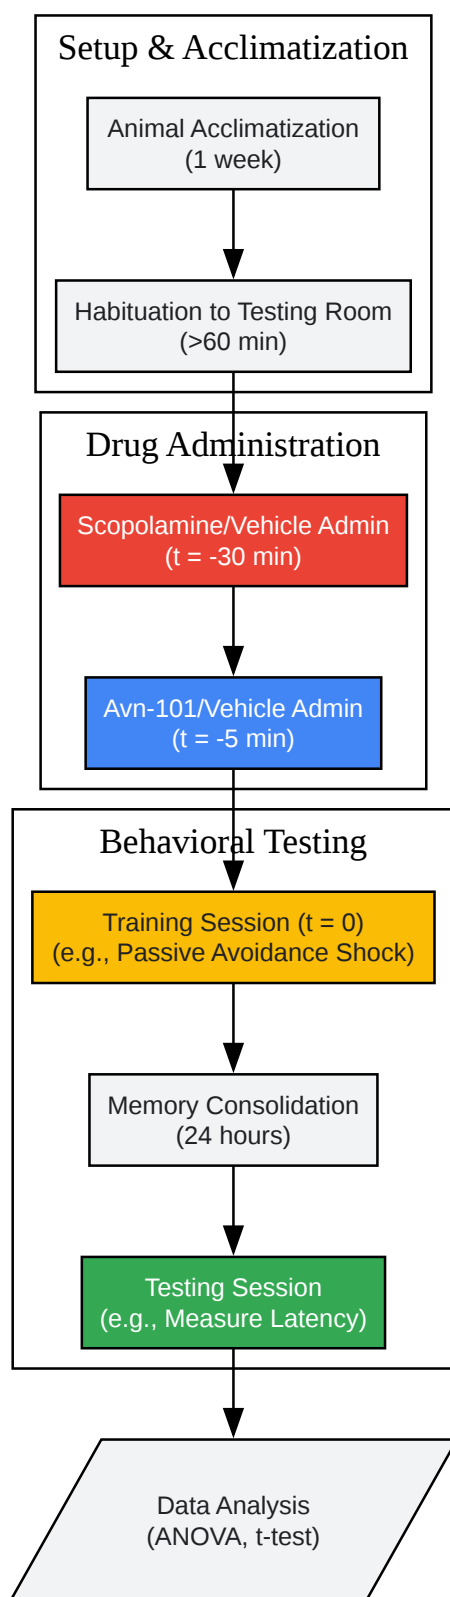 Setup & Acclimatization
Animal Acclimatization
(1 week)
Habituation to Testing Room
(>60 min)
Drug Administration
Scopolamine/Vehicle Admin
(t = -30 min)
Avn-101/Vehicle Admin
(t = -5 min)
Behavioral Testing
Training Session (t = 0)
(e.g., Passive Avoidance Shock)
Memory Consolidation
(24 hours)
Testing Session
(e.g., Measure Latency)
Data Analysis
(ANOVA, t-test)